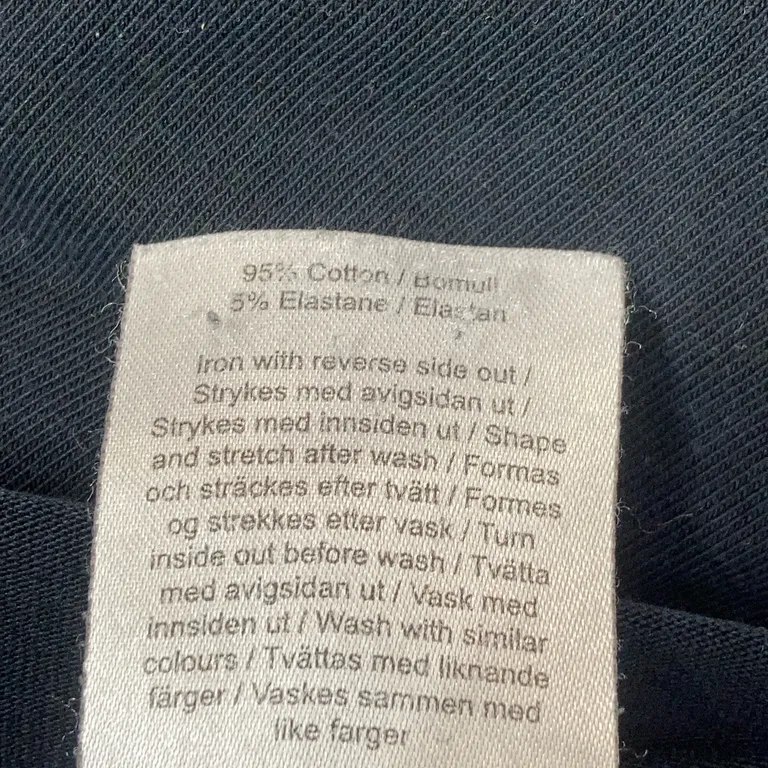 95% Cotton / Bomull
5% Elastane / Elastan
Iron with reverse side out /
Strykes med avigsidan ut /
Strykes med innsiden ut / Shape
and stretch after wash / Formas
och sträckes efter tvätt / Formes
og strekkes etter vask / Turn
inside out before wash / Tvätta
med avigsidan ut / Vask med
innsiden ut / Wash with similar
colours / Tvättas med liknande
färger / Vaskes sammen med
like farger